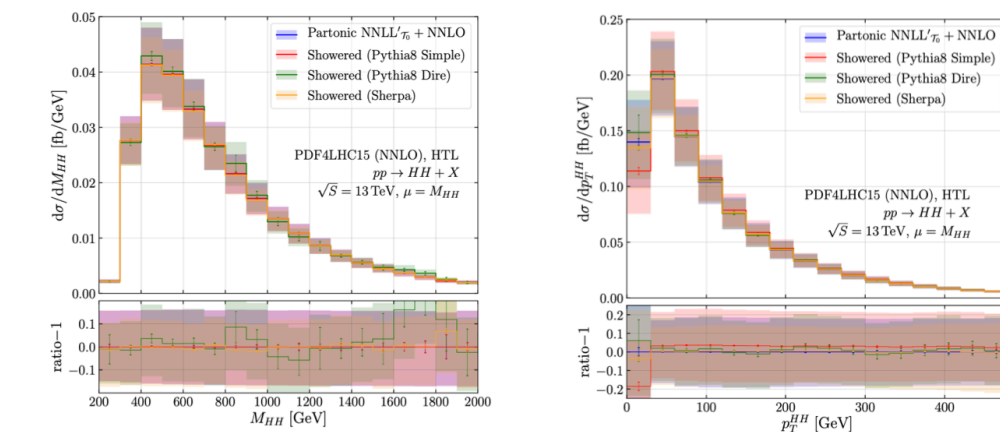 dσ/dM_HH [fb/GeV]
0.05
0.04
0.03
0.02
0.01
0.00
Partonic NNLL′τ₀ + NNLO
Showered (Pythia8 Simple)
Showered (Pythia8 Dire)
Showered (Sherpa)
PDF4LHC15 (NNLO), HTL
pp → HH + X
√S = 13 TeV, μ = M_HH
ratio−1
0.1
0.0
−0.1
200 400 600 800 1000 1200 1400 1600 1800 2000
M_HH [GeV]
dσ/dp_T^HH [fb/GeV]
0.25
0.20
0.15
0.10
0.05
0.00
Partonic NNLL′τ₀ + NNLO
Showered (Pythia8 Simple)
Showered (Pythia8 Dire)
Showered (Sherpa)
PDF4LHC15 (NNLO), HTL
pp → HH + X
√S = 13 TeV, μ = M_HH
ratio−1
0.2
0.1
0.0
−0.1
−0.2
0 100 200 300 400
p_T^HH [GeV]